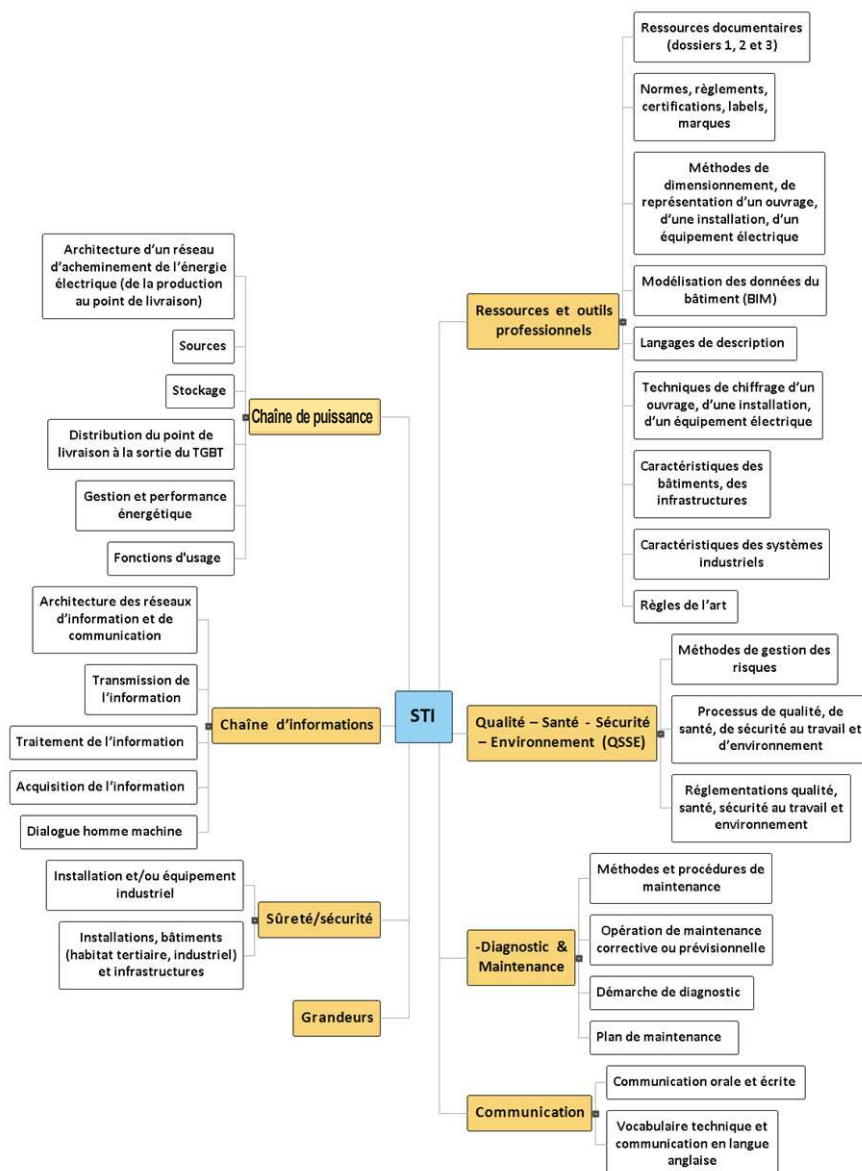 Architecture d'un réseau
d'acheminement de l'énergie
électrique (de la production
au point de livraison)
Sources
Stockage
Distribution du point de
livraison à la sortie du TGBT
Gestion et performance
énergétique
Fonctions d'usage
Chaîne de puissance
Architecture des réseaux
d'information et de
communication
Transmission de
l'information
Traitement de l'information
Acquisition de l'information
Dialogue homme machine
Chaîne d'informations
Installation et/ou équipement
industriel
Installations, bâtiments
(habitat tertiaire, industriel)
et infrastructures
Sûreté/sécurité
Grandeurs
STI
Ressources et outils
professionnels
Ressources documentaires
(dossiers 1, 2 et 3)
Normes, règlements,
certifications, labels,
marques
Méthodes de
dimensionnement, de
représentation d'un ouvrage,
d'une installation, d'un
équipement électrique
Modélisation des données du
bâtiment (BIM)
Langages de description
Techniques de chiffrage d'un
ouvrage, d'une installation,
d'un équipement électrique
Caractéristiques des
bâtiments, des
infrastructures
Caractéristiques des systèmes
industriels
Règles de l'art
Qualité – Santé - Sécurité
– Environnement (QSSE)
Méthodes de gestion des
risques
Processus de qualité, de
santé, de sécurité au travail et
d'environnement
Réglementations qualité,
santé, sécurité au travail et
environnement
-Diagnostic &
Maintenance
Méthodes et procédures de
maintenance
Opération de maintenance
corrective ou prévisionnelle
Démarche de diagnostic
Plan de maintenance
Communication
Communication orale et écrite
Vocabulaire technique et
communication en langue
anglaise